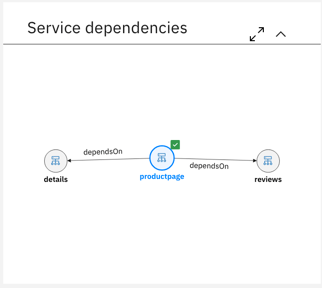 Service dependencies
dependsOn
dependsOn
details
productpage
reviews